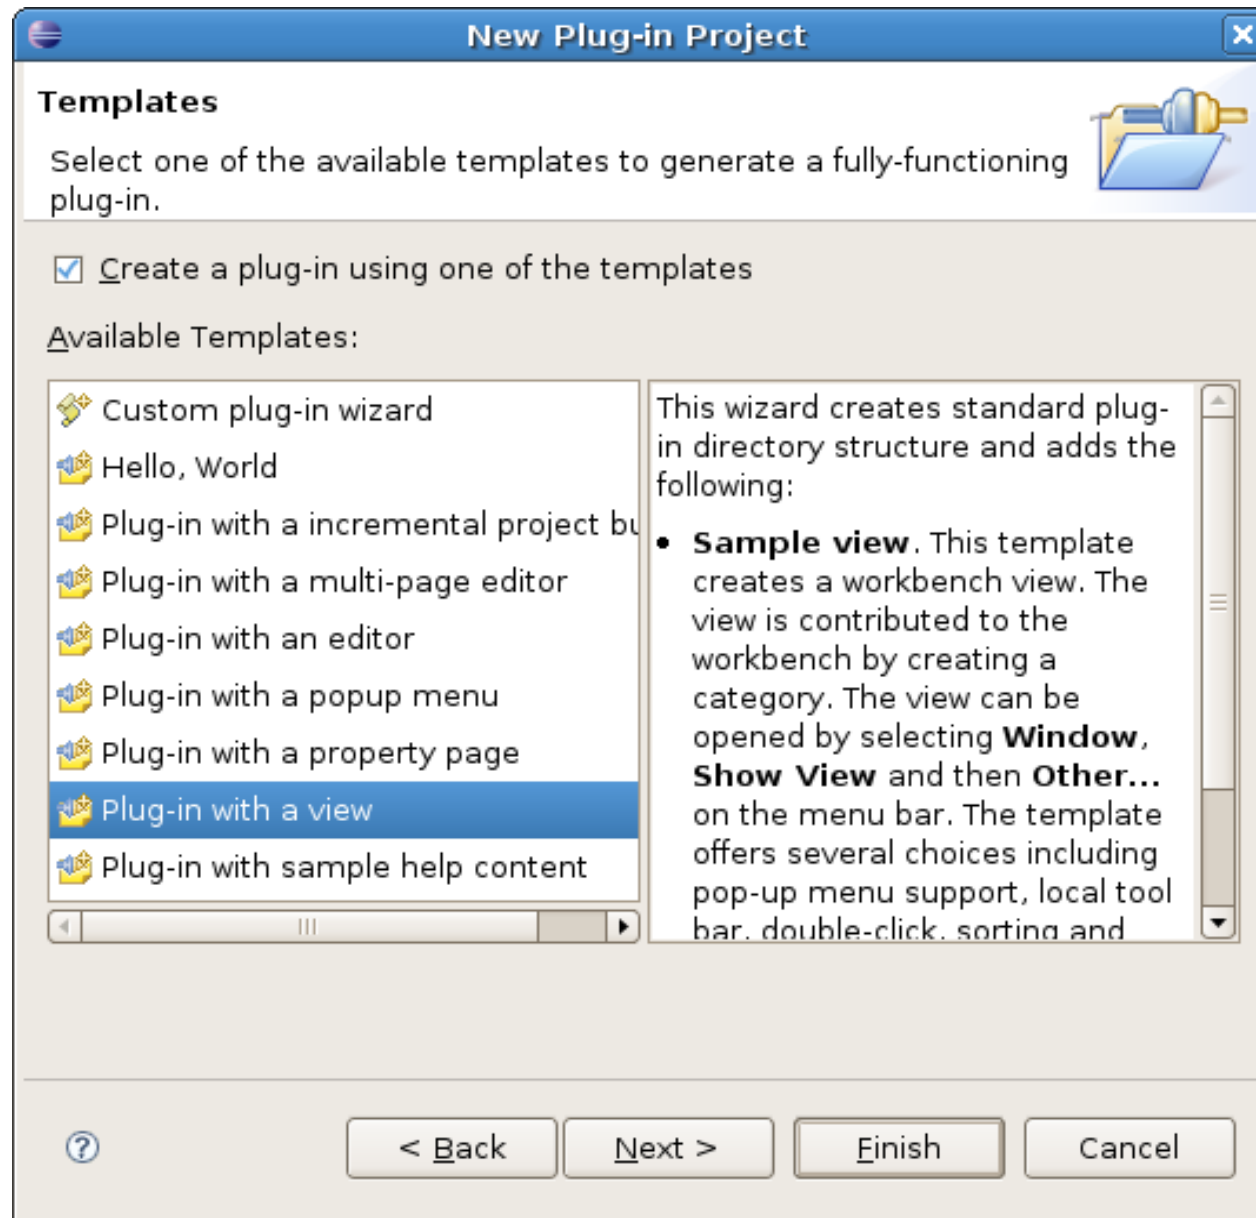 New Plug-in Project
Templates
Select one of the available templates to generate a fully-functioning
plug-in.
Create a plug-in using one of the templates
Available Templates:
Custom plug-in wizard
Hello, World
Plug-in with a incremental project bu
Plug-in with a multi-page editor
Plug-in with an editor
Plug-in with a popup menu
Plug-in with a property page
Plug-in with a view
Plug-in with sample help content
This wizard creates standard plug-
in directory structure and adds the
following:
• Sample view. This template
creates a workbench view. The
view is contributed to the
workbench by creating a
category. The view can be
opened by selecting Window,
Show View and then Other...
on the menu bar. The template
offers several choices including
pop-up menu support, local tool
bar, double-click, sorting and
< Back
Next >
Finish
Cancel